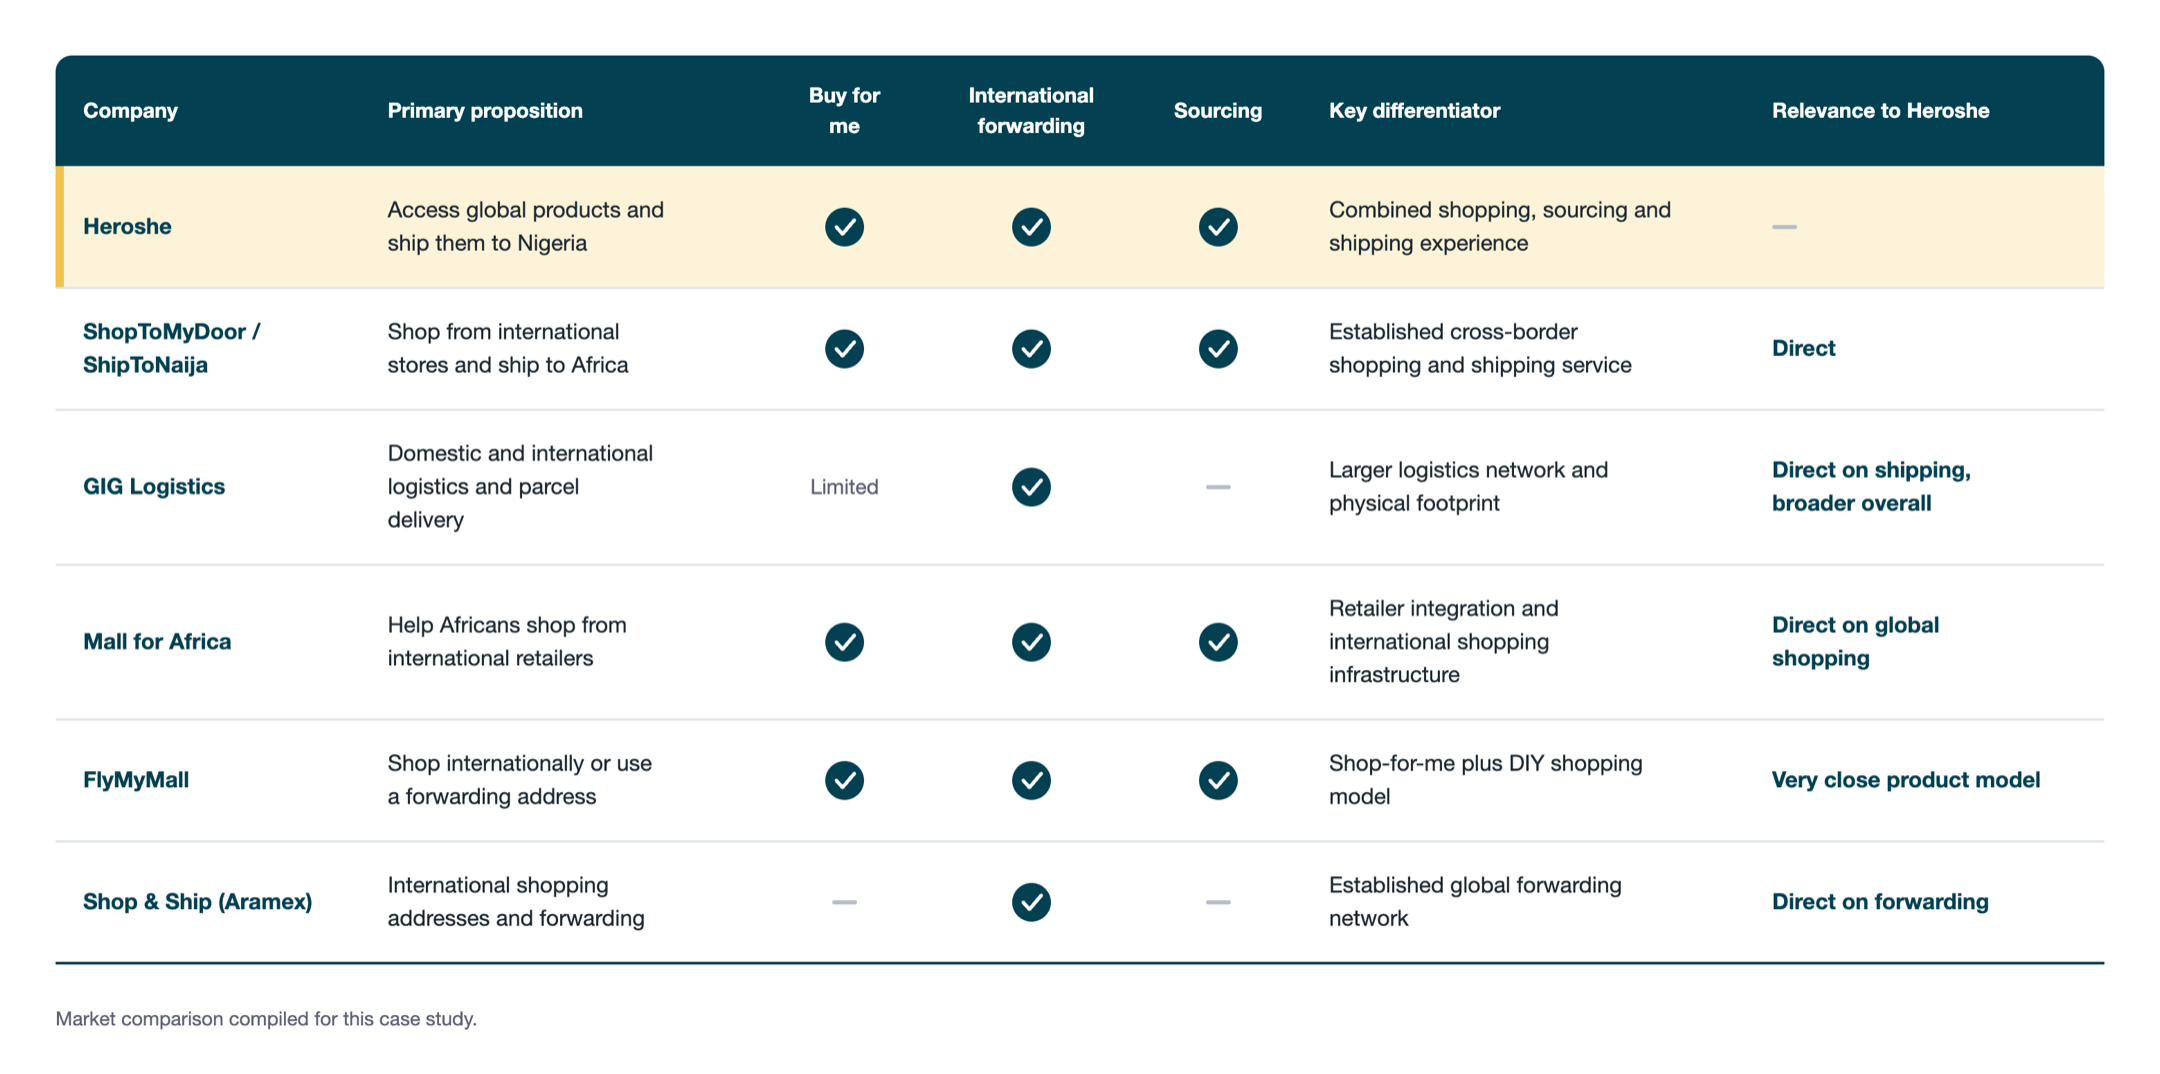 Company
Primary proposition
Buy for
me
International
forwarding
Sourcing
Key differentiator
Relevance to Heroshe
Heroshe
Access global products and
ship them to Nigeria
Combined shopping, sourcing and
shipping experience
—
ShopToMyDoor /
ShipToNaija
Shop from international
stores and ship to Africa
Established cross-border
shopping and shipping service
Direct
GIG Logistics
Domestic and international
logistics and parcel
delivery
Limited
—
Larger logistics network and
physical footprint
Direct on shipping,
broader overall
Mall for Africa
Help Africans shop from
international retailers
Retailer integration and
international shopping
infrastructure
Direct on global
shopping
FlyMyMall
Shop internationally or use
a forwarding address
Shop-for-me plus DIY shopping
model
Very close product model
Shop & Ship (Aramex)
International shopping
addresses and forwarding
—
—
Established global forwarding
network
Direct on forwarding
Market comparison compiled for this case study.